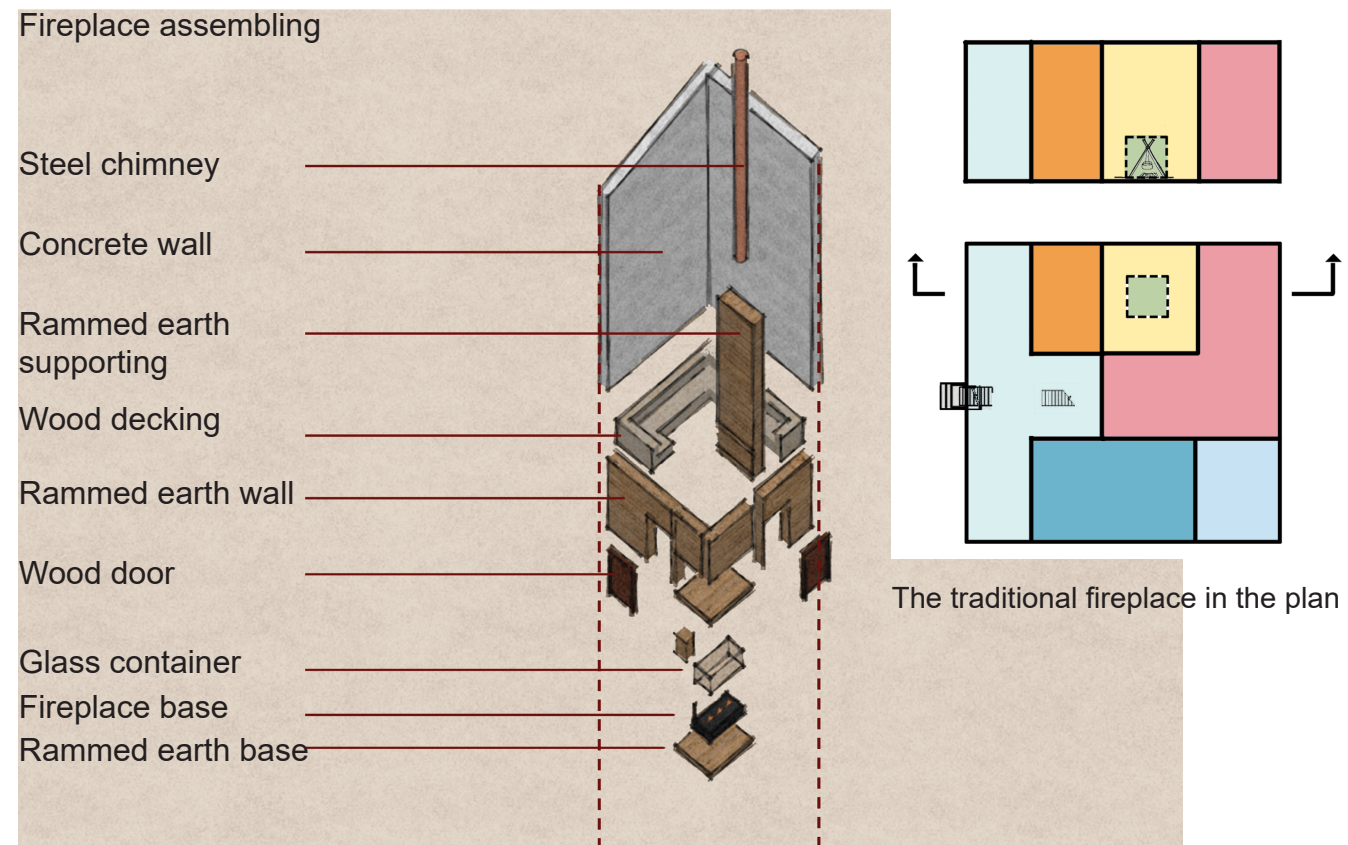 Fireplace assembling
Steel chimney
Concrete wall
Rammed earth
supporting
Wood decking
Rammed earth wall
Wood door
Glass container
Fireplace base
Rammed earth base
The traditional fireplace in the plan